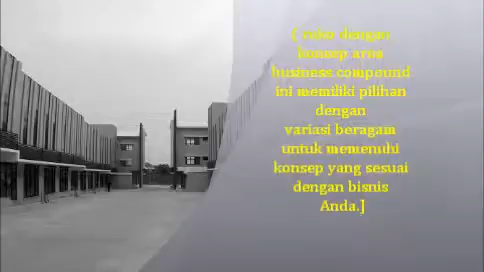 ( ruko dengan
konsep area
business compound
ini memiliki pilihan
dengan
variasi beragam
untuk memenuhi
konsep yang sesuai
dengan bisnis
Anda.]